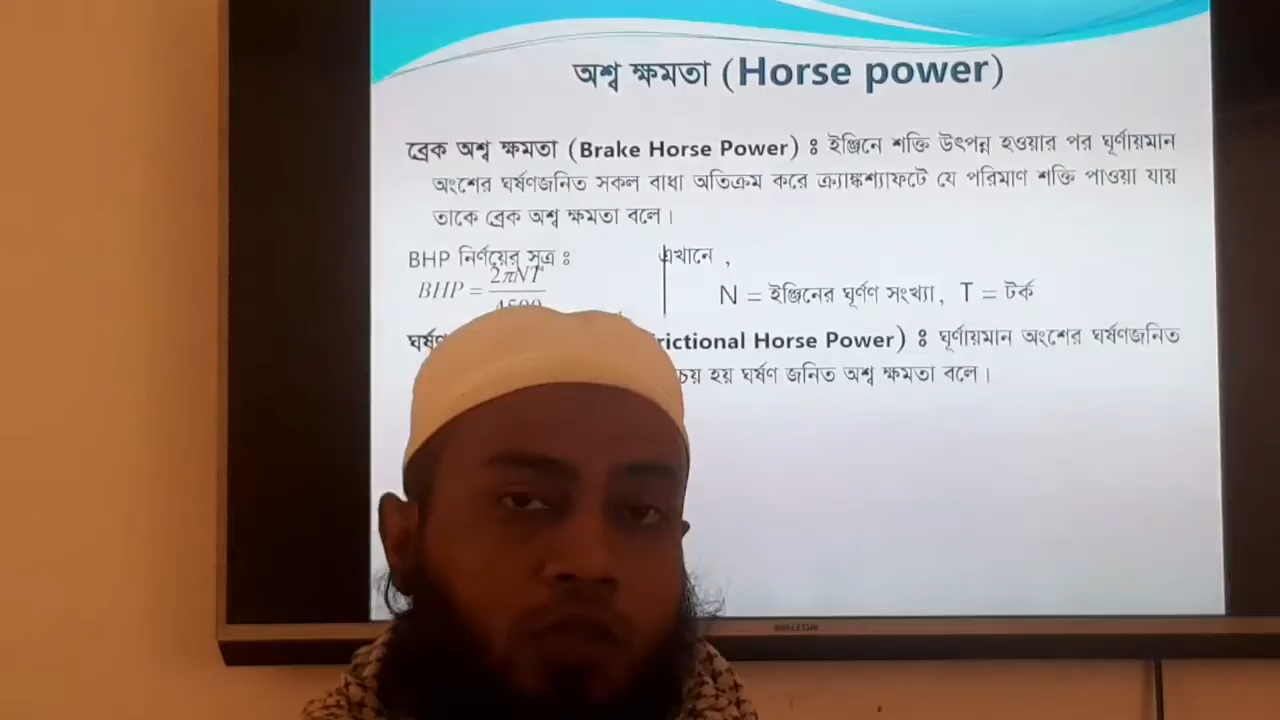 অশ্ব ক্ষমতা (Horse power)
ব্রেক অশ্ব ক্ষমতা (Brake Horse Power) ঃ ইঞ্জিনে শক্তি উৎপন্ন হওয়ার পর ঘূর্ণায়মান
অংশের ঘর্ষণজনিত সকল বাধা অতিক্রম করে ক্র্যাঙ্কশ্যাফটে যে পরিমাণ শক্তি পাওয়া যায়
তাকে ব্রেক অশ্ব ক্ষমতা বলে।
BHP নির্ণয়ের সূত্র ঃ
BHP = 2πNT / 4500
এখানে ,
N = ইঞ্জিনের ঘূর্ণণ সংখ্যা, T = টর্ক
rictional Horse Power) ঃ ঘূর্ণায়মান অংশের ঘর্ষণজনিত
চয় হয় ঘর্ষণ জনিত অশ্ব ক্ষমতা বলে।